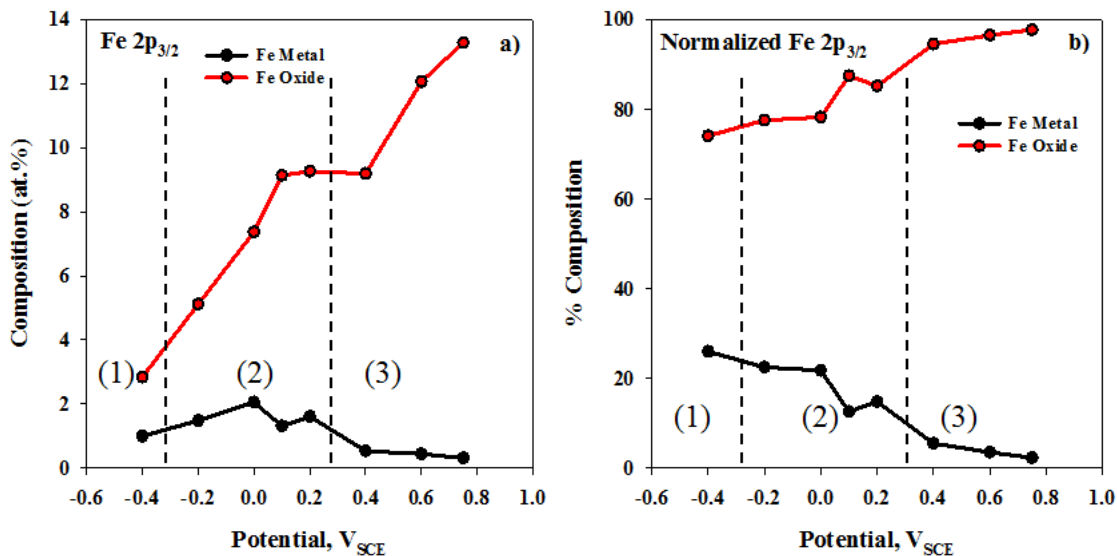 Fe 2p3/2
a)
Fe Metal
Fe Oxide
Composition (at.%)
14
12
10
8
6
4
2
0
(1)
(2)
(3)
-0.6 -0.4 -0.2 0.0 0.2 0.4 0.6 0.8 1.0
Potential, VSCE
Normalized Fe 2p3/2
b)
Fe Metal
Fe Oxide
% Composition
100
80
60
40
20
0
(1)
(2)
(3)
-0.6 -0.4 -0.2 0.0 0.2 0.4 0.6 0.8 1.0
Potential, VSCE